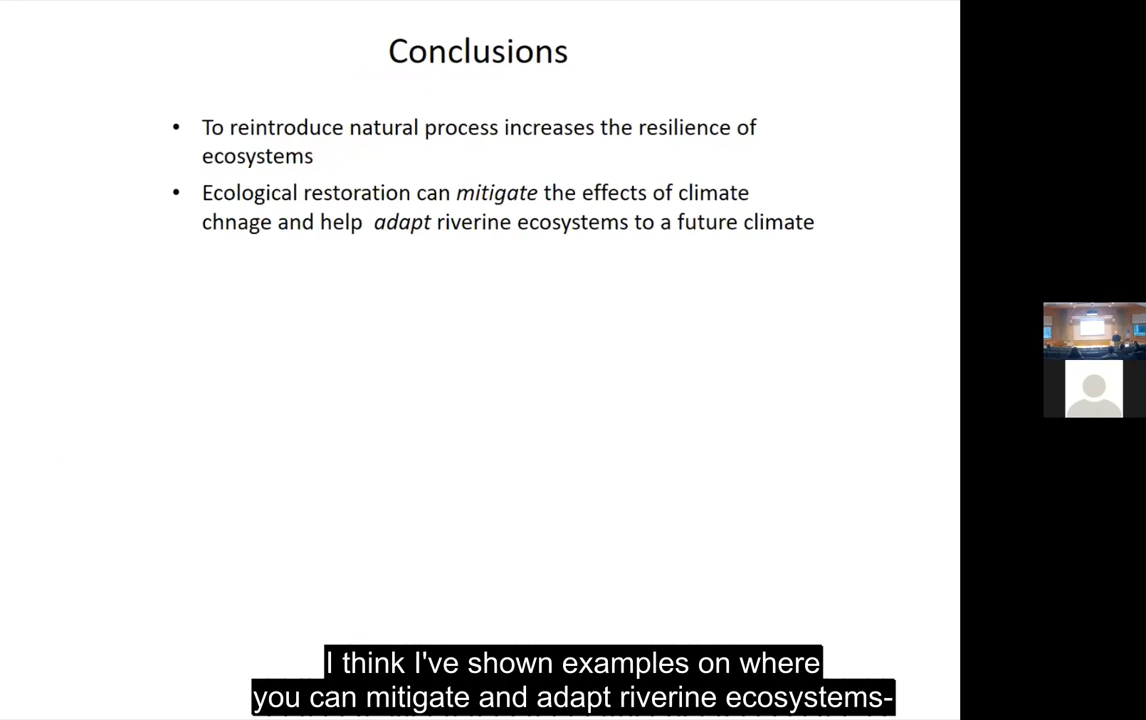 Conclusions
• To reintroduce natural process increases the resilience of
ecosystems
• Ecological restoration can mitigate the effects of climate
chnage and help adapt riverine ecosystems to a future climate
I think I've shown examples on where
you can mitigate and adapt riverine ecosystems-